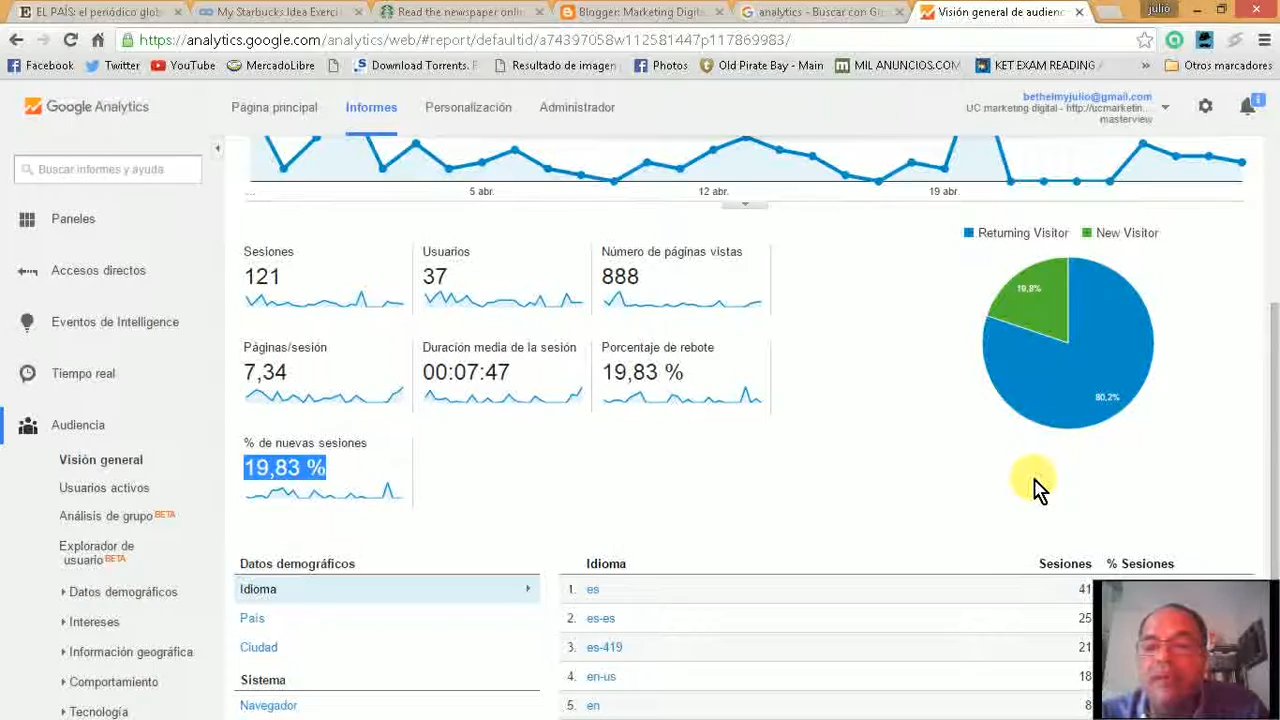 EL PAÍS: el periódico glob
My Starbucks Idea Exerci
Read the newspaper onlin
Blogger: Marketing Digita
analytics - Buscar con Go
Visión general de audienc
julio
https://analytics.google.com/analytics/web/#report/defaultid/a74397058w112581447p117869983/
Facebook
Twitter
YouTube
MercadoLibre
Download Torrents. F
Resultado de imagen
Photos
Old Pirate Bay - Main
MIL ANUNCIOS.COM
KET EXAM READING /
»
Otros marcadores
Google Analytics
Página principal
Informes
Personalización
Administrador
bethelmyjulio@gmail.com
UC marketing digital - http://ucmarketin...
masterview
1
Buscar informes y ayuda
...
5 abr.
12 abr.
19 abr.
Paneles
Accesos directos
Eventos de Intelligence
Tiempo real
Audiencia
Visión general
Usuarios activos
Análisis de grupo BETA
Explorador de
usuario BETA
Datos demográficos
Intereses
Información geográfica
Comportamiento
Tecnología
Sesiones
121
Usuarios
37
Número de páginas vistas
888
Páginas/sesión
7,34
Duración media de la sesión
00:07:47
Porcentaje de rebote
19,83 %
% de nuevas sesiones
19,83 %
Returning Visitor
New Visitor
19,8%
80,2%
Datos demográficos
Idioma
País
Ciudad
Sistema
Navegador
Idioma
Sesiones
% Sesiones
1. es 41
2. es-es 25
3. es-419 21
4. en-us 18
5. en 8